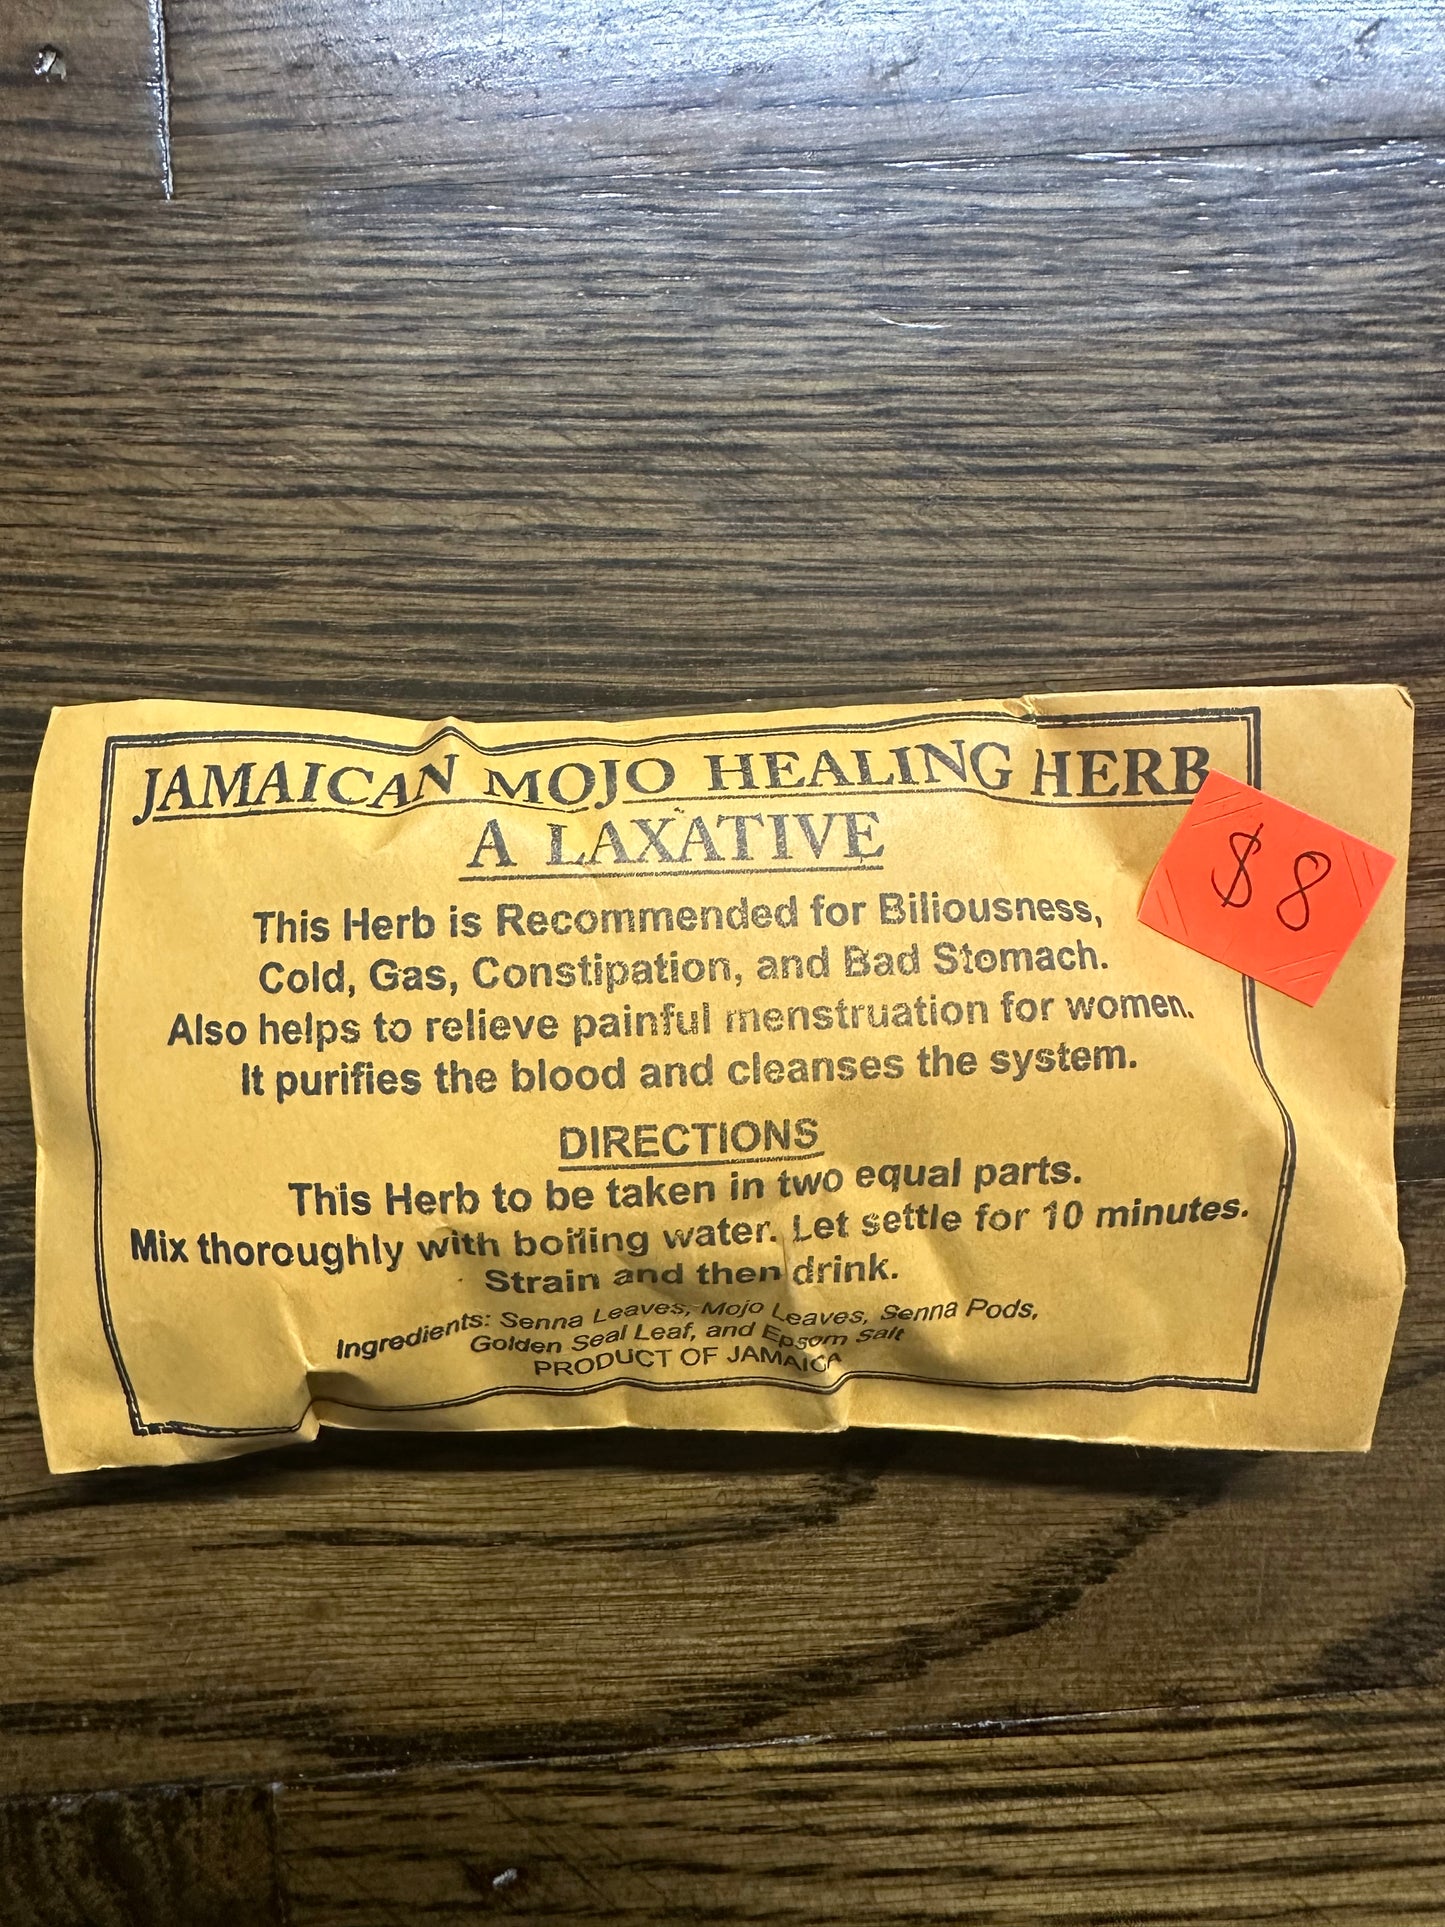 JAMAICAN MOJO HEALING HERB
A LAXATIVE
$8
This Herb is Recommended for Biliousness,
Cold, Gas, Constipation, and Bad Stomach.
Also helps to relieve painful menstruation for women.
It purifies the blood and cleanses the system.
DIRECTIONS
This Herb to be taken in two equal parts.
Mix thoroughly with boiling water. Let settle for 10 minutes.
Strain and then drink.
Ingredients: Senna Leaves, Mojo Leaves, Senna Pods,
Golden Seal Leaf, and Epsom Salt
PRODUCT OF JAMAICA